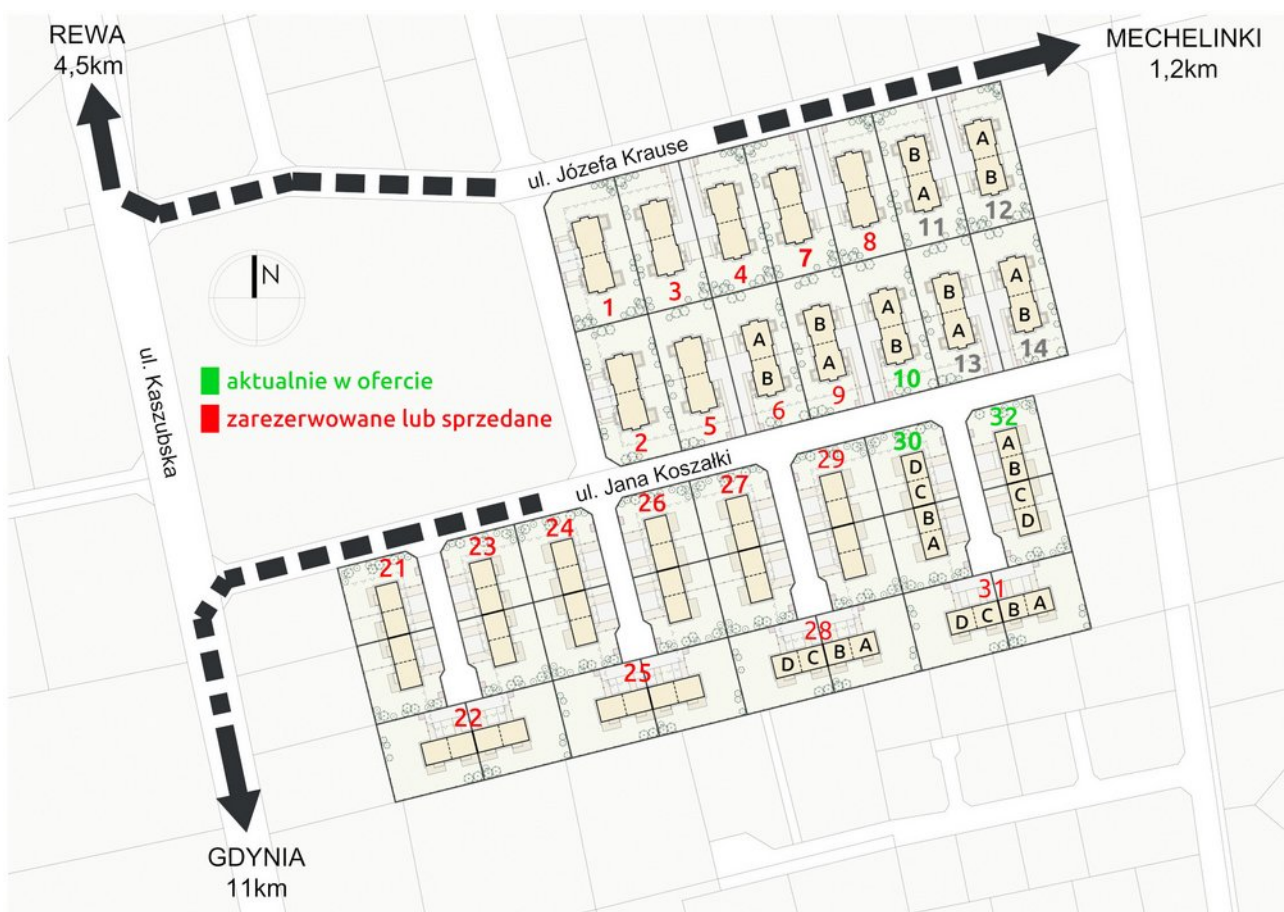 REWA
4,5km
MECHELINKI
1,2km
ul. Józefa Krause
A
B
12
B
A
11
8
7
4
3
1
N
ul. Kaszubska
aktualnie w ofercie
zarezerwowane lub sprzedane
A
B
14
B
A
13
A
B
10
B
A
9
A
B
6
5
2
ul. Jana Koszałki
32
A
B
C
D
30
D
C
B
A
29
27
26
24
23
21
31
D C B A
28
D C B A
25
22
GDYNIA
11km